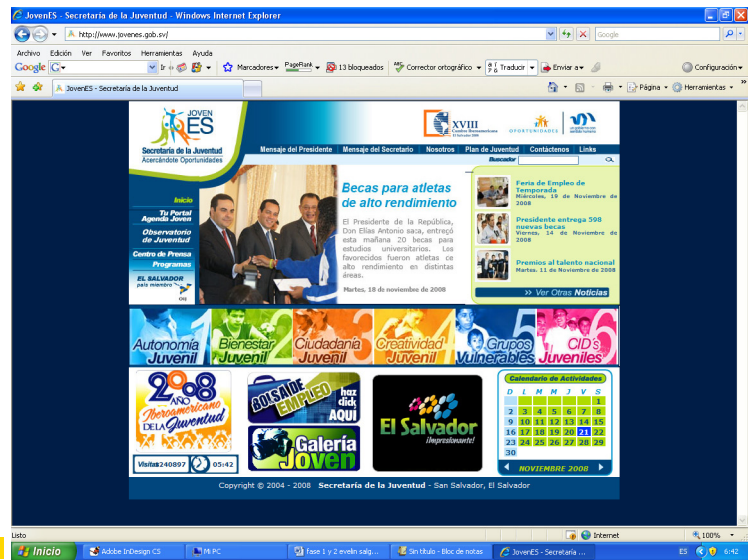 JovenES - Secretaría de la Juventud - Windows Internet Explorer
http://www.jovenes.gob.sv/
Google
Archivo Edición Ver Favoritos Herramientas Ayuda
Google G Ir Marcadores PageRank 13 bloqueados Corrector ortográfico Traducir Enviar a Configuración
JovenES - Secretaría de la Juventud Página Herramientas
JOVEN
ES
Secretaría de la Juventud
Acercándote Oportunidades
XVIII
El Salvador 2008
OPORTUNIDADES
Mensaje del Presidente Mensaje del Secretario Nosotros Plan de Juventud Contáctenos Links
Buscador
Inicio
Tu Portal
Agenda Joven
Observatorio
de Juventud
Centro de Prensa
Programas
EL SALVADOR
país miembro
OIJ
Becas para atletas
de alto rendimiento
El Presidente de la República,
Don Elías Antonio saca, entregó
esta mañana 20 becas para
estudios universitarios. Los
favorecidos fueron atletas ce
alto rendimiento en distintas
áreas.
Martes, 18 de noviembre de 2008
Feria de Empleo de
Temporada
Miércoles, 19 de Noviembre de
2008
Presidente entrega 598
nuevas becas
Viernes, 14 de Noviembre de
2008
Premios al talento nacional
Martes. 11 de Noviembre de 2008
>> Ver Otras Noticias
1 2 3 4 5 6
Autonomía Juvenil
Bienestar Juvenil
Ciudadanía Juvenil
Creatividad Juvenil
Grupos Vulnerables
CID's Juveniles
2008
AÑO
Iberoamericano
DE LA Juventud
Visitas:240897 05:42
BOLSA DE EMPLEO haz click AQUI
Galería
Joven
El Salvador
¡Impresionante!
Calendario de Actividades
D L M M J V S
1
2 3 4 5 6 7 8
9 10 11 12 13 14 15
16 17 18 19 20 21 22
23 24 25 26 27 28 29
30
NOVIEMBRE 2008
Copyright © 2004 - 2008 Secretaría de la Juventud - San Salvador, El Salvador
Listo Internet 100%
Inicio Adobe InDesign CS Mi PC fase 1 y 2 evelin salg... Sin título - Bloc de notas JovenES - Secretaría ... ES 6:42